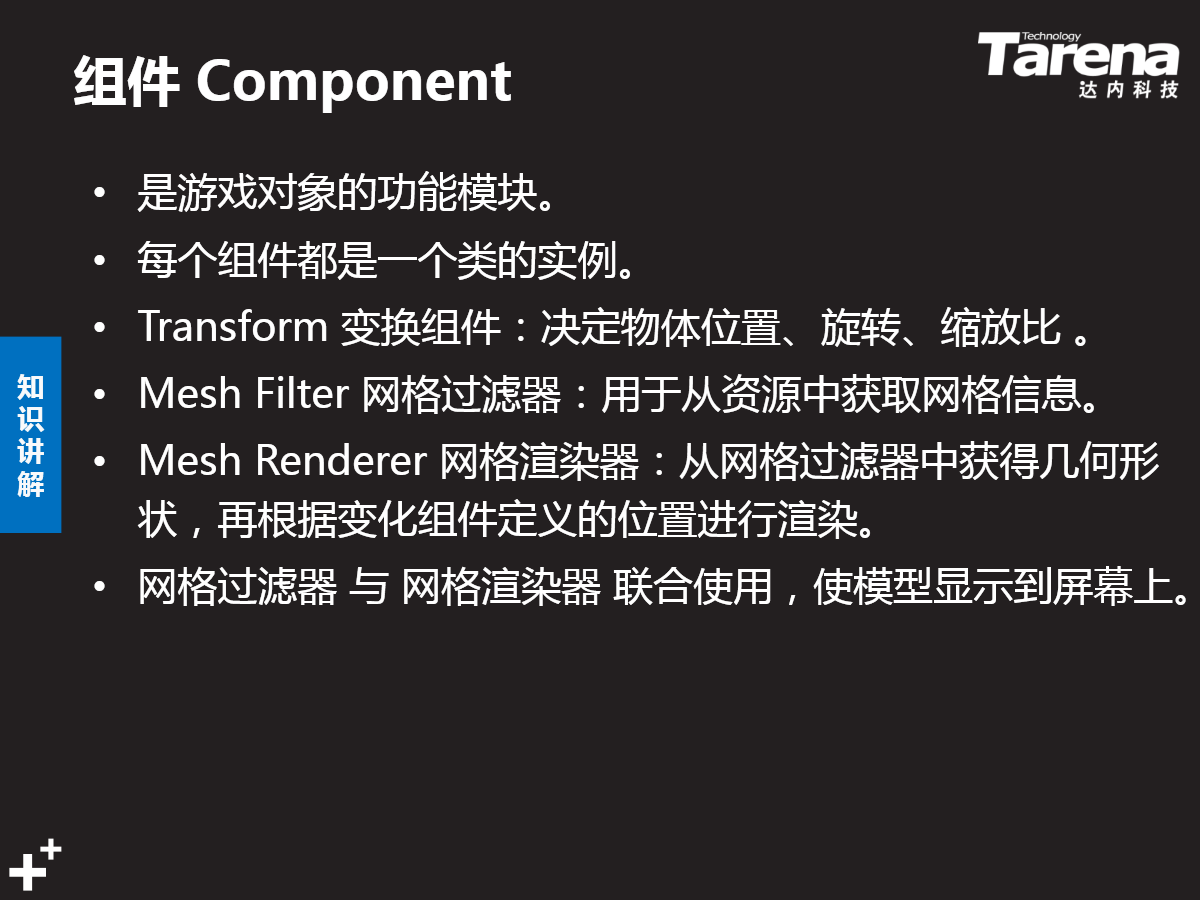 组件 Component
Technology
Tarena
达内科技
• 是游戏对象的功能模块。
• 每个组件都是一个类的实例。
• Transform 变换组件：决定物体位置、旋转、缩放比 。
• Mesh Filter 网格过滤器：用于从资源中获取网格信息。
• Mesh Renderer 网格渲染器：从网格过滤器中获得几何形
状，再根据变化组件定义的位置进行渲染。
• 网格过滤器 与 网格渲染器 联合使用，使模型显示到屏幕上。
知
识
讲
解